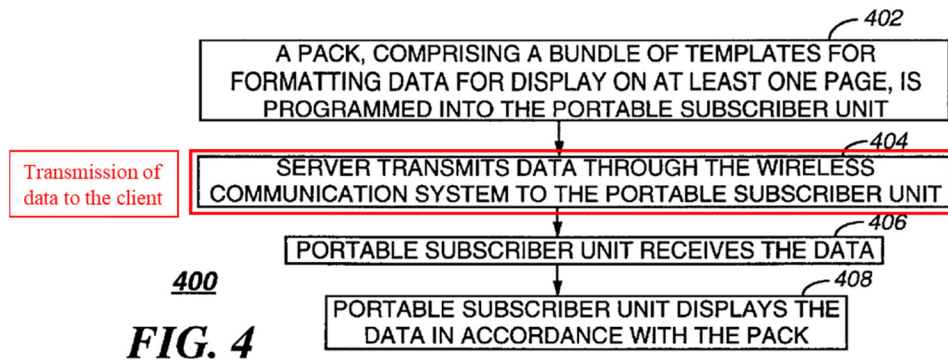 402
A PACK, COMPRISING A BUNDLE OF TEMPLATES FOR
FORMATTING DATA FOR DISPLAY ON AT LEAST ONE PAGE, IS
PROGRAMMED INTO THE PORTABLE SUBSCRIBER UNIT
404
Transmission of
data to the client
SERVER TRANSMITS DATA THROUGH THE WIRELESS
COMMUNICATION SYSTEM TO THE PORTABLE SUBSCRIBER UNIT
406
PORTABLE SUBSCRIBER UNIT RECEIVES THE DATA
408
400
PORTABLE SUBSCRIBER UNIT DISPLAYS THE
DATA IN ACCORDANCE WITH THE PACK
FIG. 4